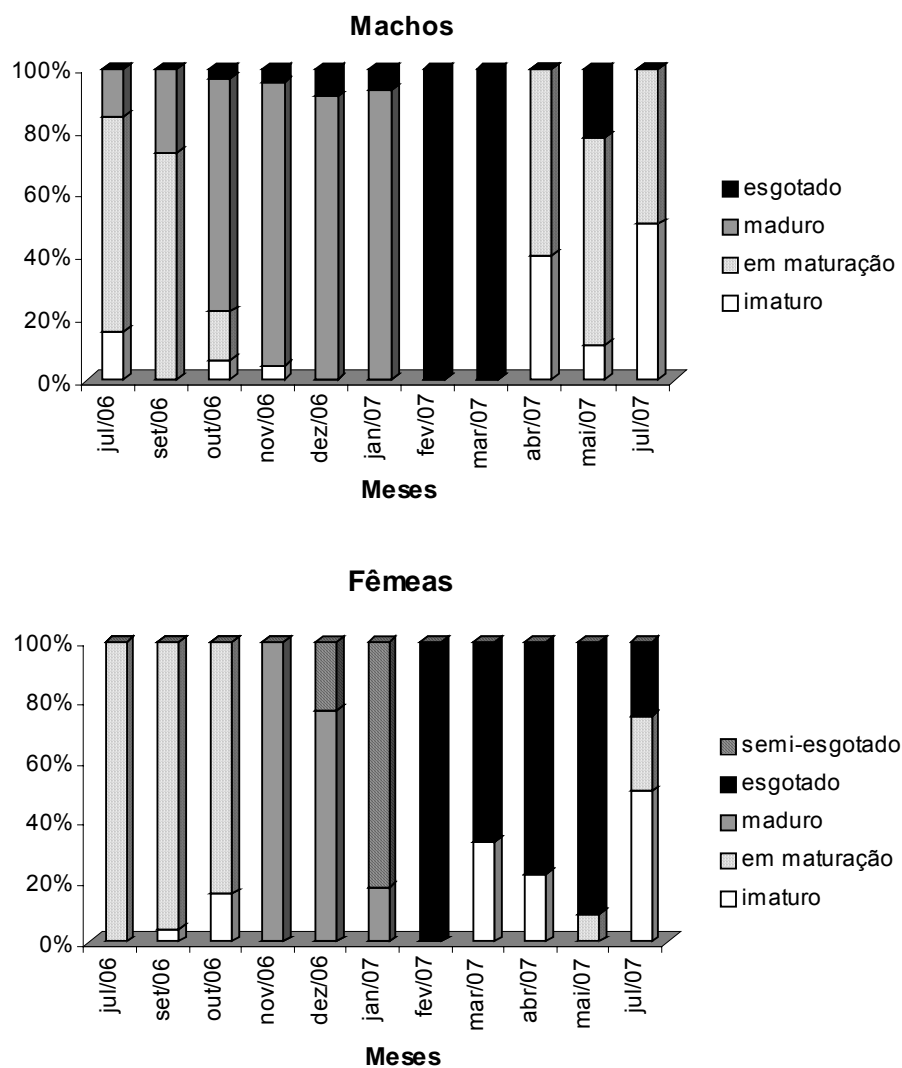 Machos
100%
80%
60%
40%
20%
0%
jul/06
set/06
out/06
nov/06
dez/06
jan/07
fev/07
mar/07
abr/07
mai/07
jul/07
Meses
esgotado
maduro
em maturação
imaturo
Fêmeas
100%
80%
60%
40%
20%
0%
jul/06
set/06
out/06
nov/06
dez/06
jan/07
fev/07
mar/07
abr/07
mai/07
jul/07
Meses
semi-esgotado
esgotado
maduro
em maturação
imaturo